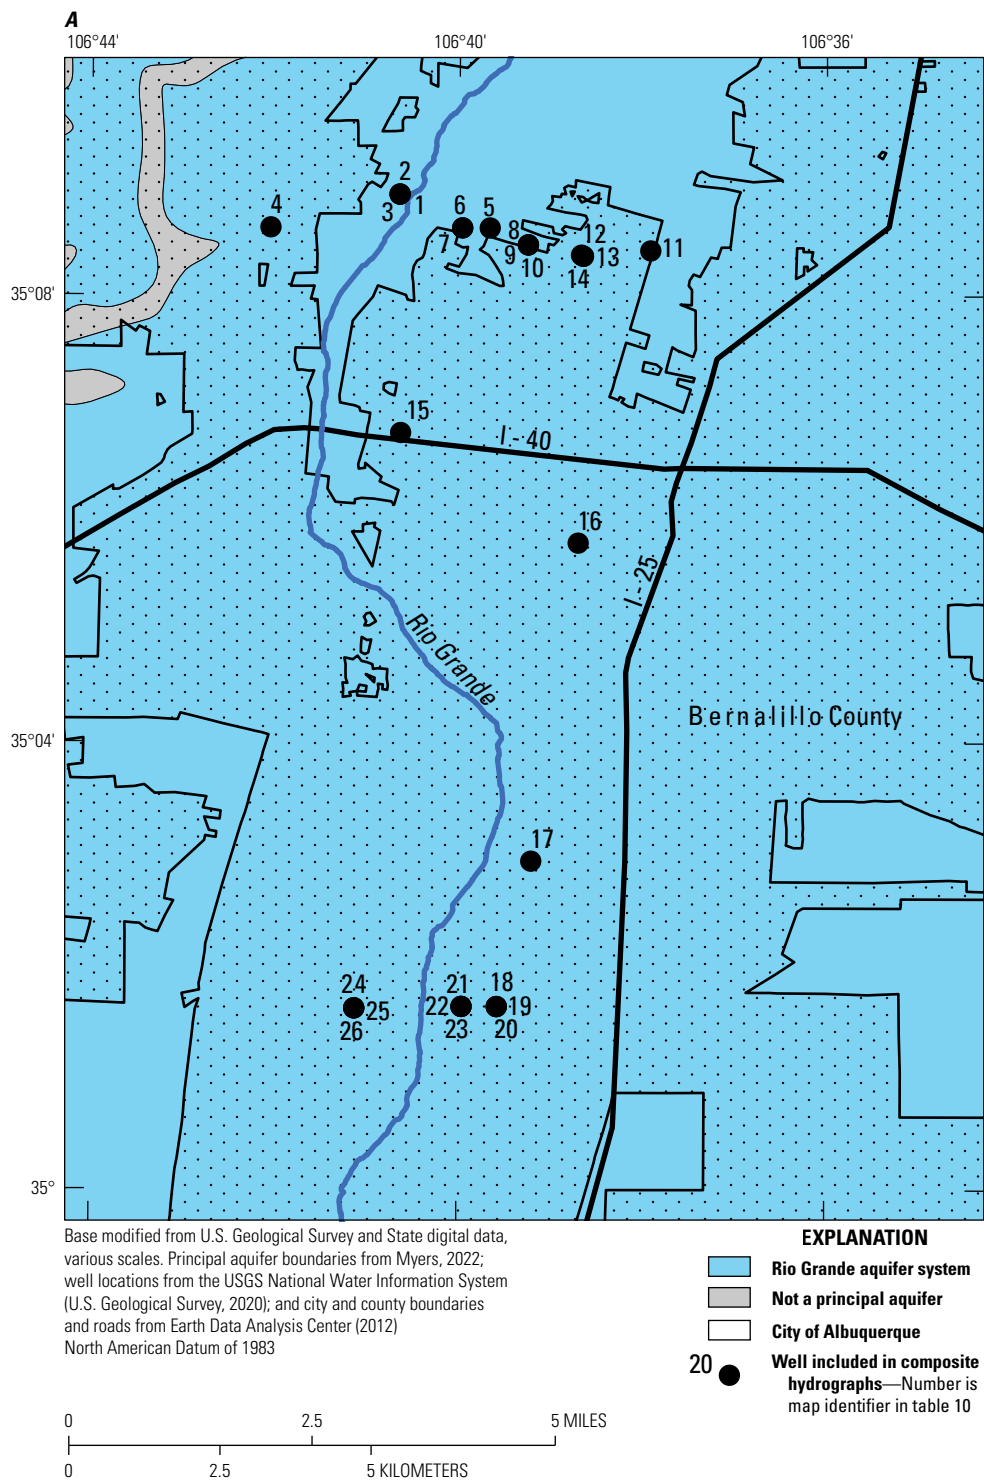 A
106°44'
106°40'
106°36'
2
3
1
4
6
5
7
8
9
10
12
13
14
11
35°08'
15
I - 40
16
I - 25
Rio Grande
Bernalillo County
35°04'
17
24
25
26
21
22
23
18
19
20
35°
Base modified from U.S. Geological Survey and State digital data,
various scales. Principal aquifer boundaries from Myers, 2022;
well locations from the USGS National Water Information System
(U.S. Geological Survey, 2020); and city and county boundaries
and roads from Earth Data Analysis Center (2012)
North American Datum of 1983
EXPLANATION
Rio Grande aquifer system
Not a principal aquifer
City of Albuquerque
20 Well included in composite
hydrographs—Number is
map identifier in table 10
0 2.5 5 MILES
0 2.5 5 KILOMETERS